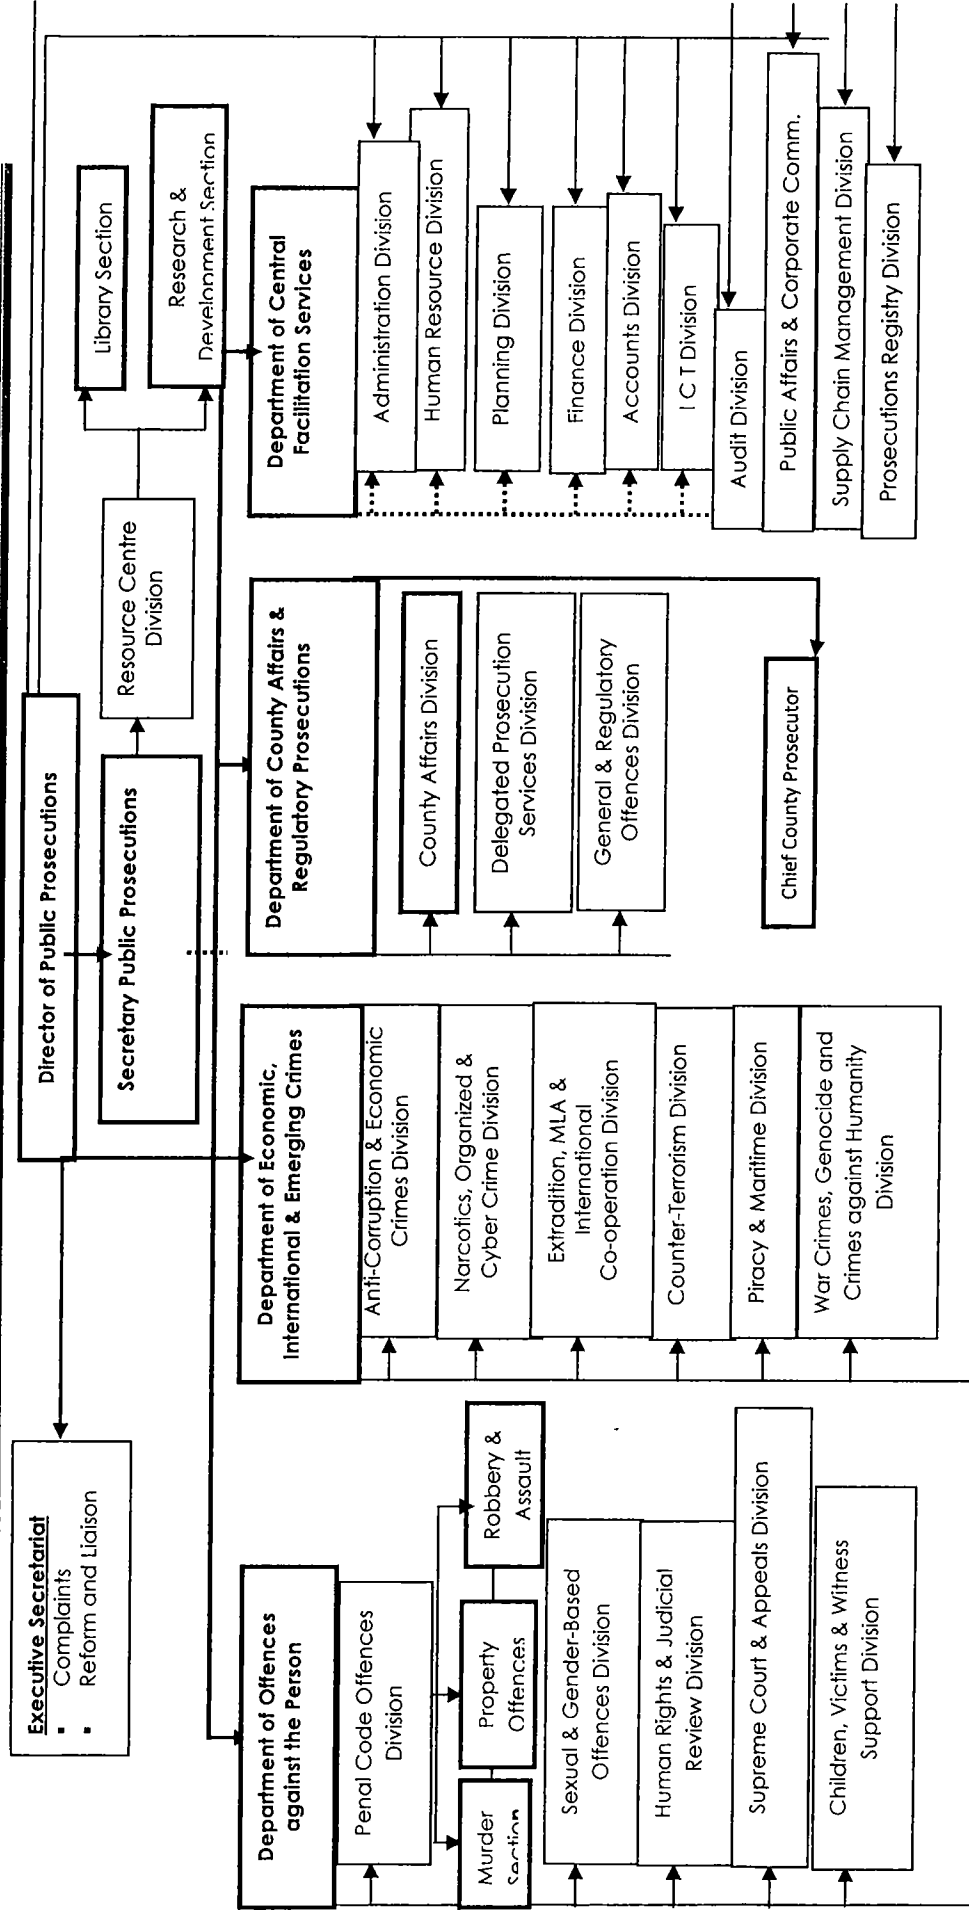 Executive Secretariat
▪ Complaints
▪ Reform and Liaison
Director of Public Prosecutions
Secretary Public Prosecutions
Resource Centre
Division
Library Section
Research &
Development Section
Department of Offences
against the Person
Penal Code Offences
Division
Murder
Section
Property
Offences
Robbery &
Assault
Sexual & Gender-Based
Offences Division
Human Rights & Judicial
Review Division
Supreme Court & Appeals Division
Children, Victims & Witness
Support Division
Department of Economic,
International & Emerging Crimes
Anti-Corruption & Economic
Crimes Division
Narcotics, Organized &
Cyber Crime Division
Extradition, MLA &
International
Co-operation Division
Counter-Terrorism Division
Piracy & Maritime Division
War Crimes, Genocide and
Crimes against Humanity
Division
Department of County Affairs &
Regulatory Prosecutions
County Affairs Division
Delegated Prosecution
Services Division
General & Regulatory
Offences Division
Chief County Prosecutor
Department of Central
Facilitation Services
Administration Division
Human Resource Division
Planning Division
Finance Division
Accounts Division
I C T Division
Audit Division
Public Affairs & Corporate Comm.
Supply Chain Management Division
Prosecutions Registry Division